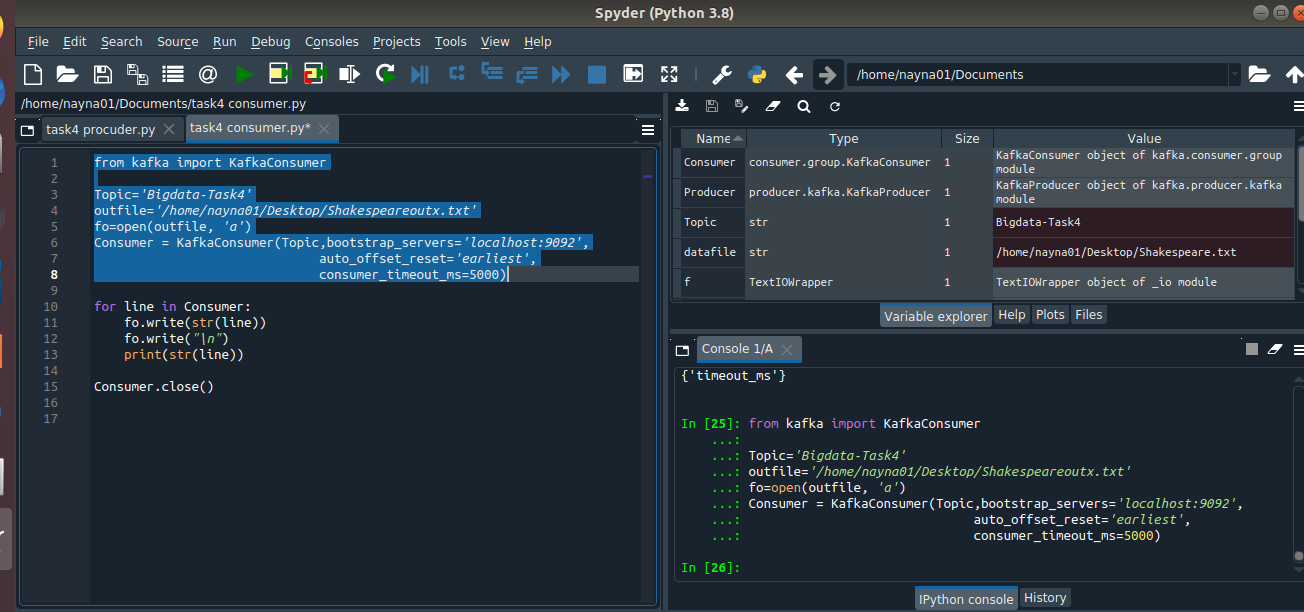 Spyder (Python 3.8)
File Edit Search Source Run Debug Consoles Projects Tools View Help
/home/nayna01/Documents
/home/nayna01/Documents/task4 consumer.py
task4 procuder.py
task4 consumer.py*
1 from kafka import KafkaConsumer
2
3 Topic='Bigdata-Task4'
4 outfile='/home/nayna01/Desktop/Shakespeareoutx.txt'
5 fo=open(outfile, 'a')
6 Consumer = KafkaConsumer(Topic,bootstrap_servers='localhost:9092',
7 auto_offset_reset='earliest',
8 consumer_timeout_ms=5000)
9
10 for line in Consumer:
11 fo.write(str(line))
12 fo.write("\n")
13 print(str(line))
14
15 Consumer.close()
16
17
Name Type Size Value
Consumer consumer.group.KafkaConsumer 1 KafkaConsumer object of kafka.consumer.group
module
Producer producer.kafka.KafkaProducer 1 KafkaProducer object of kafka.producer.kafka
module
Topic str 1 Bigdata-Task4
datafile str 1 /home/nayna01/Desktop/Shakespeare.txt
f TextIOWrapper 1 TextIOWrapper object of _io module
Variable explorer Help Plots Files
Console 1/A
{'timeout_ms'}
In [25]: from kafka import KafkaConsumer
...:
...: Topic='Bigdata-Task4'
...: outfile='/home/nayna01/Desktop/Shakespeareoutx.txt'
...: fo=open(outfile, 'a')
...: Consumer = KafkaConsumer(Topic,bootstrap_servers='localhost:9092',
...: auto_offset_reset='earliest',
...: consumer_timeout_ms=5000)
In [26]:
IPython console History